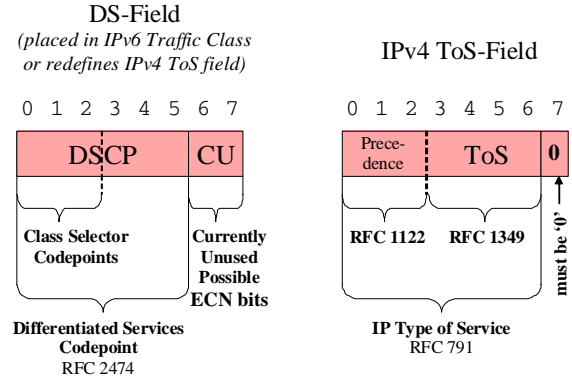 DS-Field
(placed in IPv6 Traffic Class
or redefines IPv4 ToS field)
0 1 2 3 4 5 6 7
DSCP
CU
Class Selector
Codepoints
Currently
Unused
Possible
ECN bits
Differentiated Services
Codepoint
RFC 2474
IPv4 ToS-Field
0 1 2 3 4 5 6 7
Prece-
dence
ToS
0
RFC 1122
RFC 1349
must be ‘0’
IP Type of Service
RFC 791